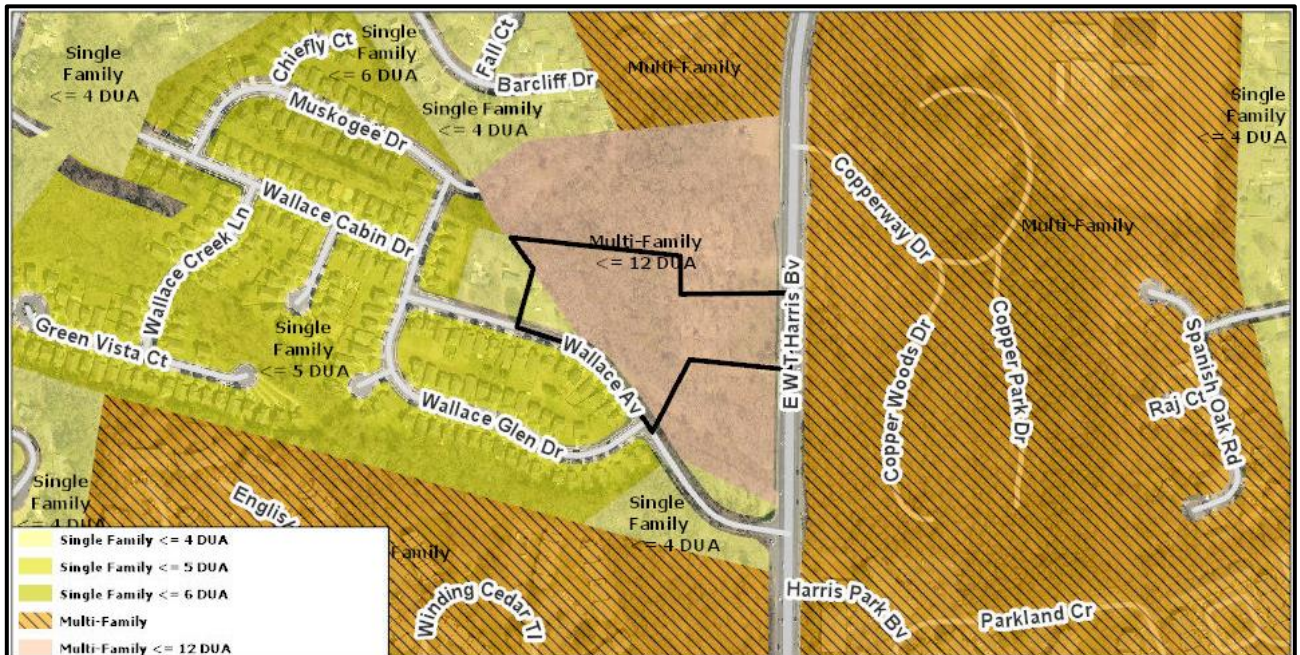 Single
Family
<= 4 DUA
Chiefly Ct
Single
Family
<= 6 DUA
Fall Ct
Barcliff Dr
Multi-Family
Single
Family
<= 4 DUA
Muskogee Dr
Single Family
<= 4 DUA
Wallace Cabin Dr
Wallace Creek Ln
Multi-Family
<= 12 DUA
Copperway Dr
Multi-Family
E W T Harris Bv
Green Vista Ct
Single
Family
<= 5 DUA
Wallace Av
Wallace Glen Dr
Copper Woods Dr
Copper Park Dr
Spanish Oak Rd
Raj Ct
Single
Family
<= 4 DUA
Single
Family
<= 4 DUA
Family
Winding Cedar Tl
Harris Park Bv
Parkland Cr
Single Family <= 4 DUA
Single Family <= 5 DUA
Single Family <= 6 DUA
Multi-Family
Multi-Family <= 12 DUA